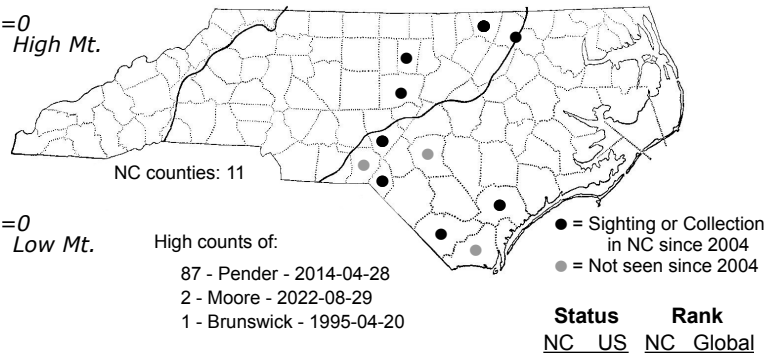 =0
High Mt.
NC counties: 11
=0
Low Mt.
High counts of:
87 - Pender - 2014-04-28
2 - Moore - 2022-08-29
1 - Brunswick - 1995-04-20
= Sighting or Collection
in NC since 2004
= Not seen since 2004
Status Rank
NC US NC Global